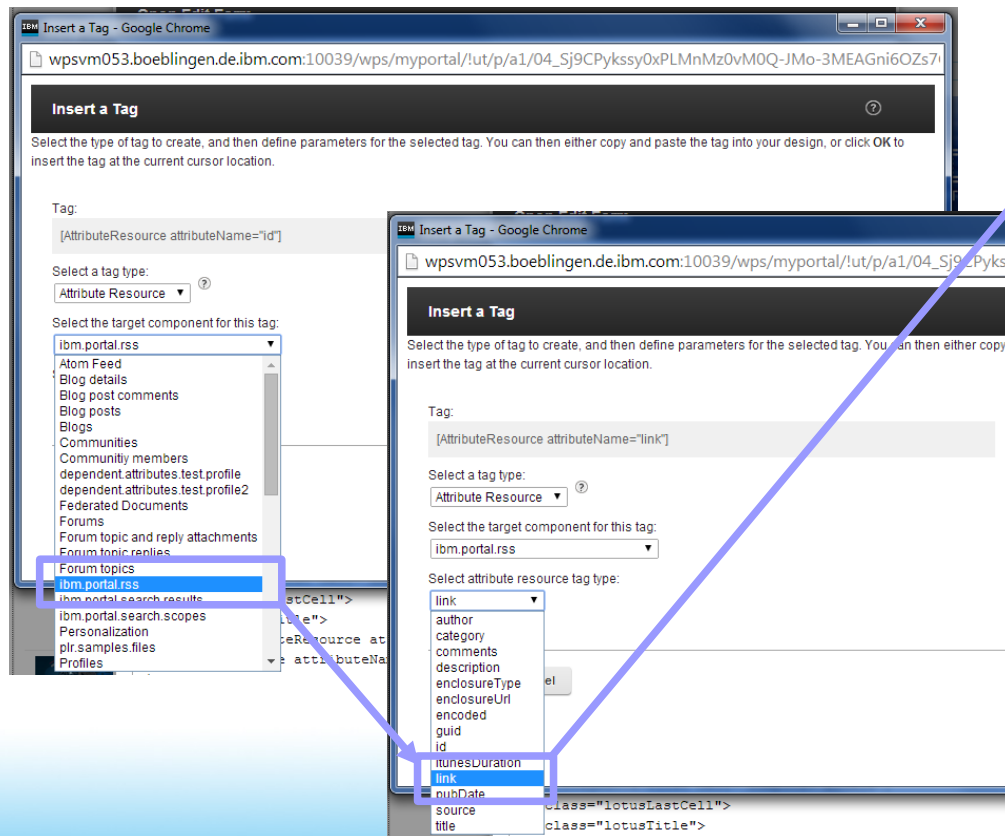 Insert a Tag - Google Chrome
wpsvm053.boeblingen.de.ibm.com:10039/wps/myportal/!ut/p/a1/04_Sj9CPykssy0xPLMnMz0vM0Q-JMo-3MEAGni6OZs7
Insert a Tag
Select the type of tag to create, and then define parameters for the selected tag. You can then either copy and paste the tag into your design, or click OK to
insert the tag at the current cursor location.
Tag:
[AttributeResource attributeName="id"]
Select a tag type:
Attribute Resource
Select the target component for this tag:
ibm.portal.rss
Atom Feed
Blog details
Blog post comments
Blog posts
Blogs
Communities
Communitiy members
dependent.attributes.test.profile
dependent.attributes.test.profile2
Federated Documents
Forums
Forum topic and reply attachments
Forum topic replies
Forum topics
ibm.portal.rss
ibm.portal.search.results
ibm.portal.search.scopes
Personalization
plr.samples.files
Profiles
stCell">
itle">
teResource at
e attributeNa
Insert a Tag - Google Chrome
wpsvm053.boeblingen.de.ibm.com:10039/wps/myportal/!ut/p/a1/04_Sj9CPyks
Insert a Tag
Select the type of tag to create, and then define parameters for the selected tag. You can then either copy
insert the tag at the current cursor location.
Tag:
[AttributeResource attributeName="link"]
Select a tag type:
Attribute Resource
Select the target component for this tag:
ibm.portal.rss
Select attribute resource tag type:
link
author
category
comments
description
enclosureType
enclosureUrl
encoded
guid
id
itunesDuration
link
pubDate
source
title
el
class="lotusLastCell">
class="lotusTitle">